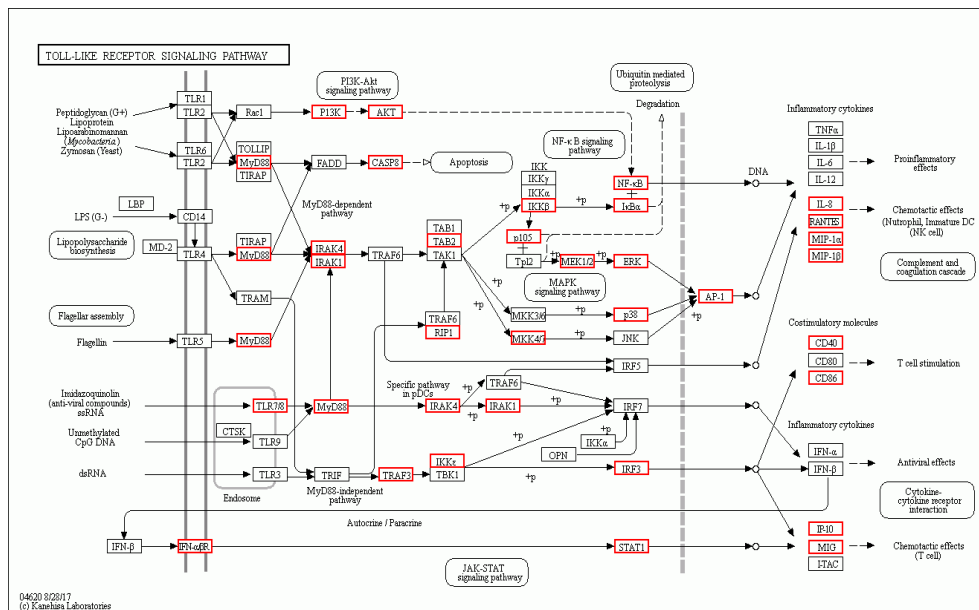 TOLL-LIKE RECEPTOR SIGNALING PATHWAY
PI3K-Akt
signaling pathway
Ubiquitin mediated
proteolysis
Degradation
Inflammatory cytokines
TLR1
TLR2
Rac1
PI3K
AKT
Peptidoglycan (G+)
Lipoprotein
Lipoarabinomannan
(Mycobacteria)
Zymosan (Yeast)
TLR6
TLR2
TOLLIP
MyD88
TIRAP
FADD
CASP8
Apoptosis
NF-κB signaling
pathway
IKK
IKKγ
IKKα
IKKβ
+p
NF-κB
IκBα
DNA
TNFα
IL-1β
IL-6
IL-12
Proinflammatory
effects
IL-8
RANTES
MIP-1α
MIP-1β
Chemotactic effects
(Nutrophil, Immature DC
(NK cell)
Complement and
coagulation cascade
LBP
LPS (G-)
CD14
MyD88-dependent
pathway
Lipopolysaccharide
biosynthesis
MD-2
TLR4
TIRAP
MyD88
IRAK4
IRAK1
TRAF6
TAB1
TAB2
TAK1
+p
p105
Tpl2
+p
MEK1/2
+p
ERK
+p
MAPK
signaling pathway
TRAM
AP-1
+p
Flagellar assembly
TRAF6
RIP1
+p
+p
MKK3/6
+p
p38
MKK4/7
+p
JNK
Flagellin
TLR5
MyD88
Costimulatory molecules
CD40
CD80
CD86
T cell stimulation
IRF5
Specific pathway
in pDCs
+p
TRAF6
Imidazoquinolin
(anti-viral compounds)
ssRNA
TLR7/8
MyD88
IRAK4
+p
IRAK1
+p
IRF7
Unmethylated
CpG DNA
CTSK
TLR9
+p
+p
IKKα
OPN
Inflammatory cytokines
IFN-α
IFN-β
Antiviral effects
dsRNA
TLR3
TRIF
TRAF3
IKKε
TBK1
+p
IRF3
Endosome
MyD88-independent
pathway
Cytokine-
cytokine receptor
interaction
Autocrine / Paracrine
IFN-β
IFN-αβR
STAT1
IP-10
MIG
I-TAC
Chemotactic effects
(T cell)
JAK-STAT
signaling pathway
04620 8/28/17
(c) Kanehisa Laboratories